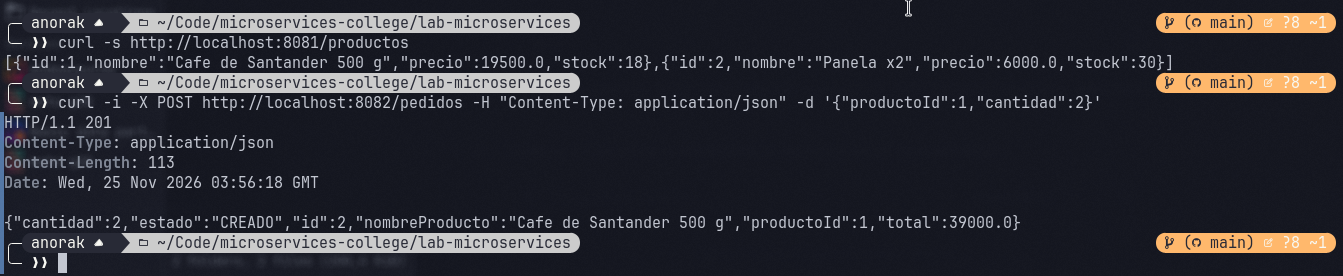 anorak ~/Code/microservices-college/lab-microservices (main) ?8 ~1
❯❯ curl -s http://localhost:8081/productos
[{"id":1,"nombre":"Cafe de Santander 500 g","precio":19500.0,"stock":18},{"id":2,"nombre":"Panela x2","precio":6000.0,"stock":30}]
anorak ~/Code/microservices-college/lab-microservices (main) ?8 ~1
❯❯ curl -i -X POST http://localhost:8082/pedidos -H "Content-Type: application/json" -d '{"productoId":1,"cantidad":2}'
HTTP/1.1 201
Content-Type: application/json
Content-Length: 113
Date: Wed, 25 Nov 2026 03:56:18 GMT
{"cantidad":2,"estado":"CREADO","id":2,"nombreProducto":"Cafe de Santander 500 g","productoId":1,"total":39000.0}
anorak ~/Code/microservices-college/lab-microservices (main) ?8 ~1
❯❯